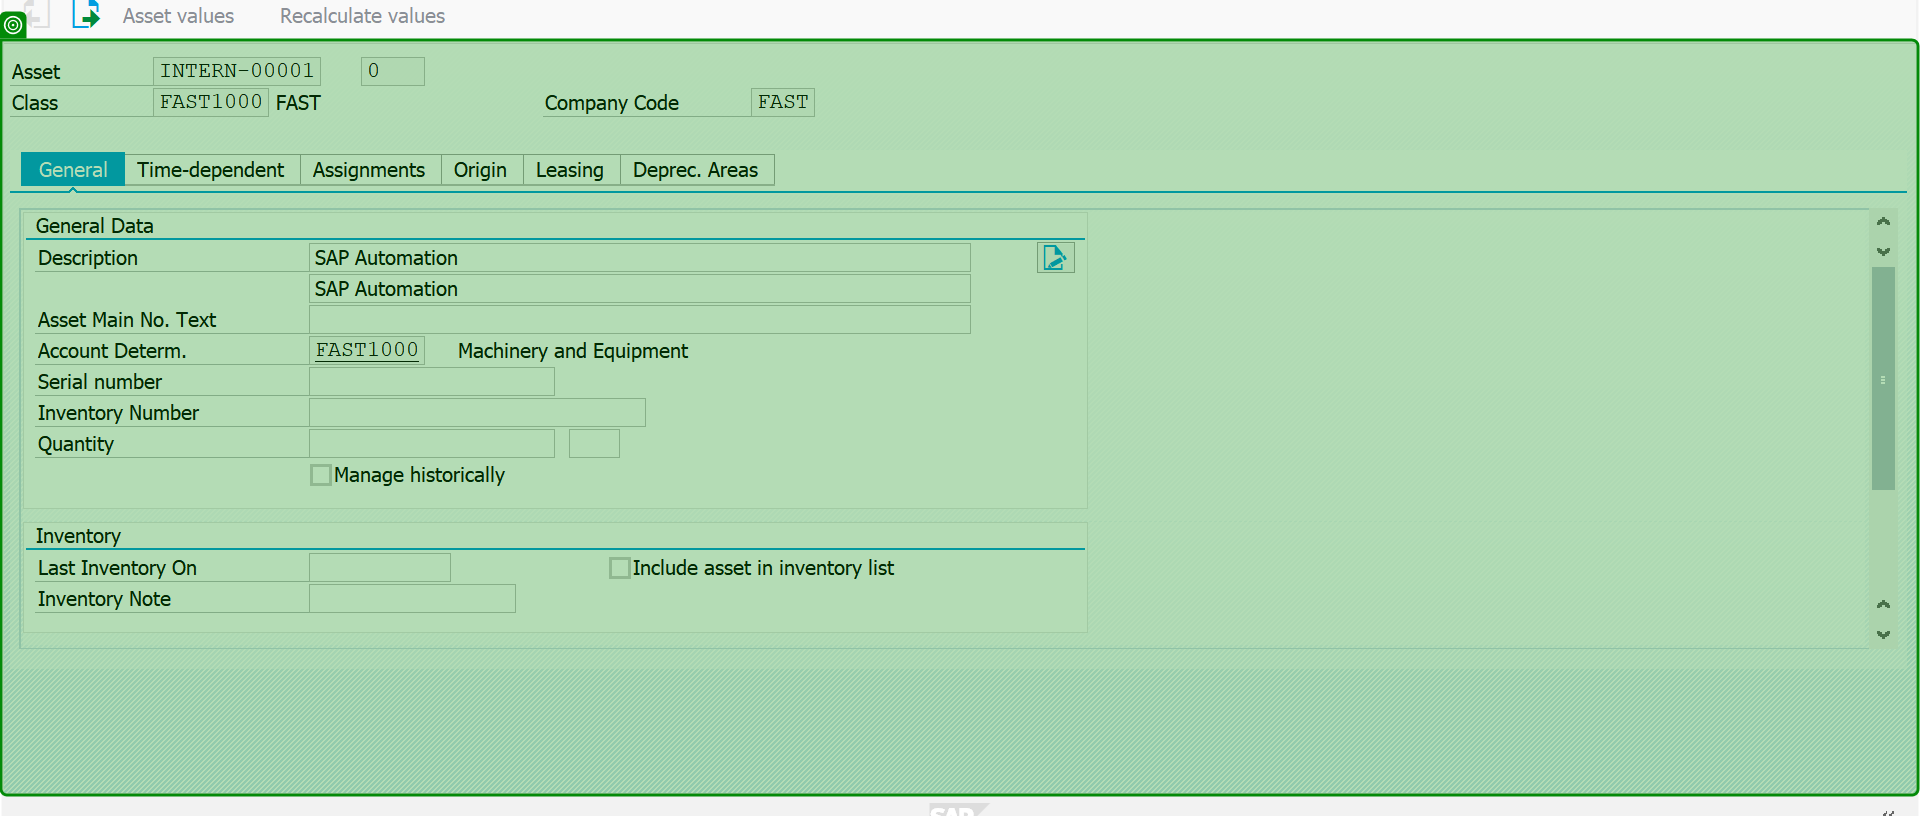 Asset values Recalculate values
Asset INTERN-00001 0
Class FAST1000 FAST Company Code FAST
General Time-dependent Assignments Origin Leasing Deprec. Areas
General Data
Description SAP Automation
SAP Automation
Asset Main No. Text
Account Determ. FAST1000 Machinery and Equipment
Serial number
Inventory Number
Quantity
Manage historically
Inventory
Last Inventory On Include asset in inventory list
Inventory Note
SAP